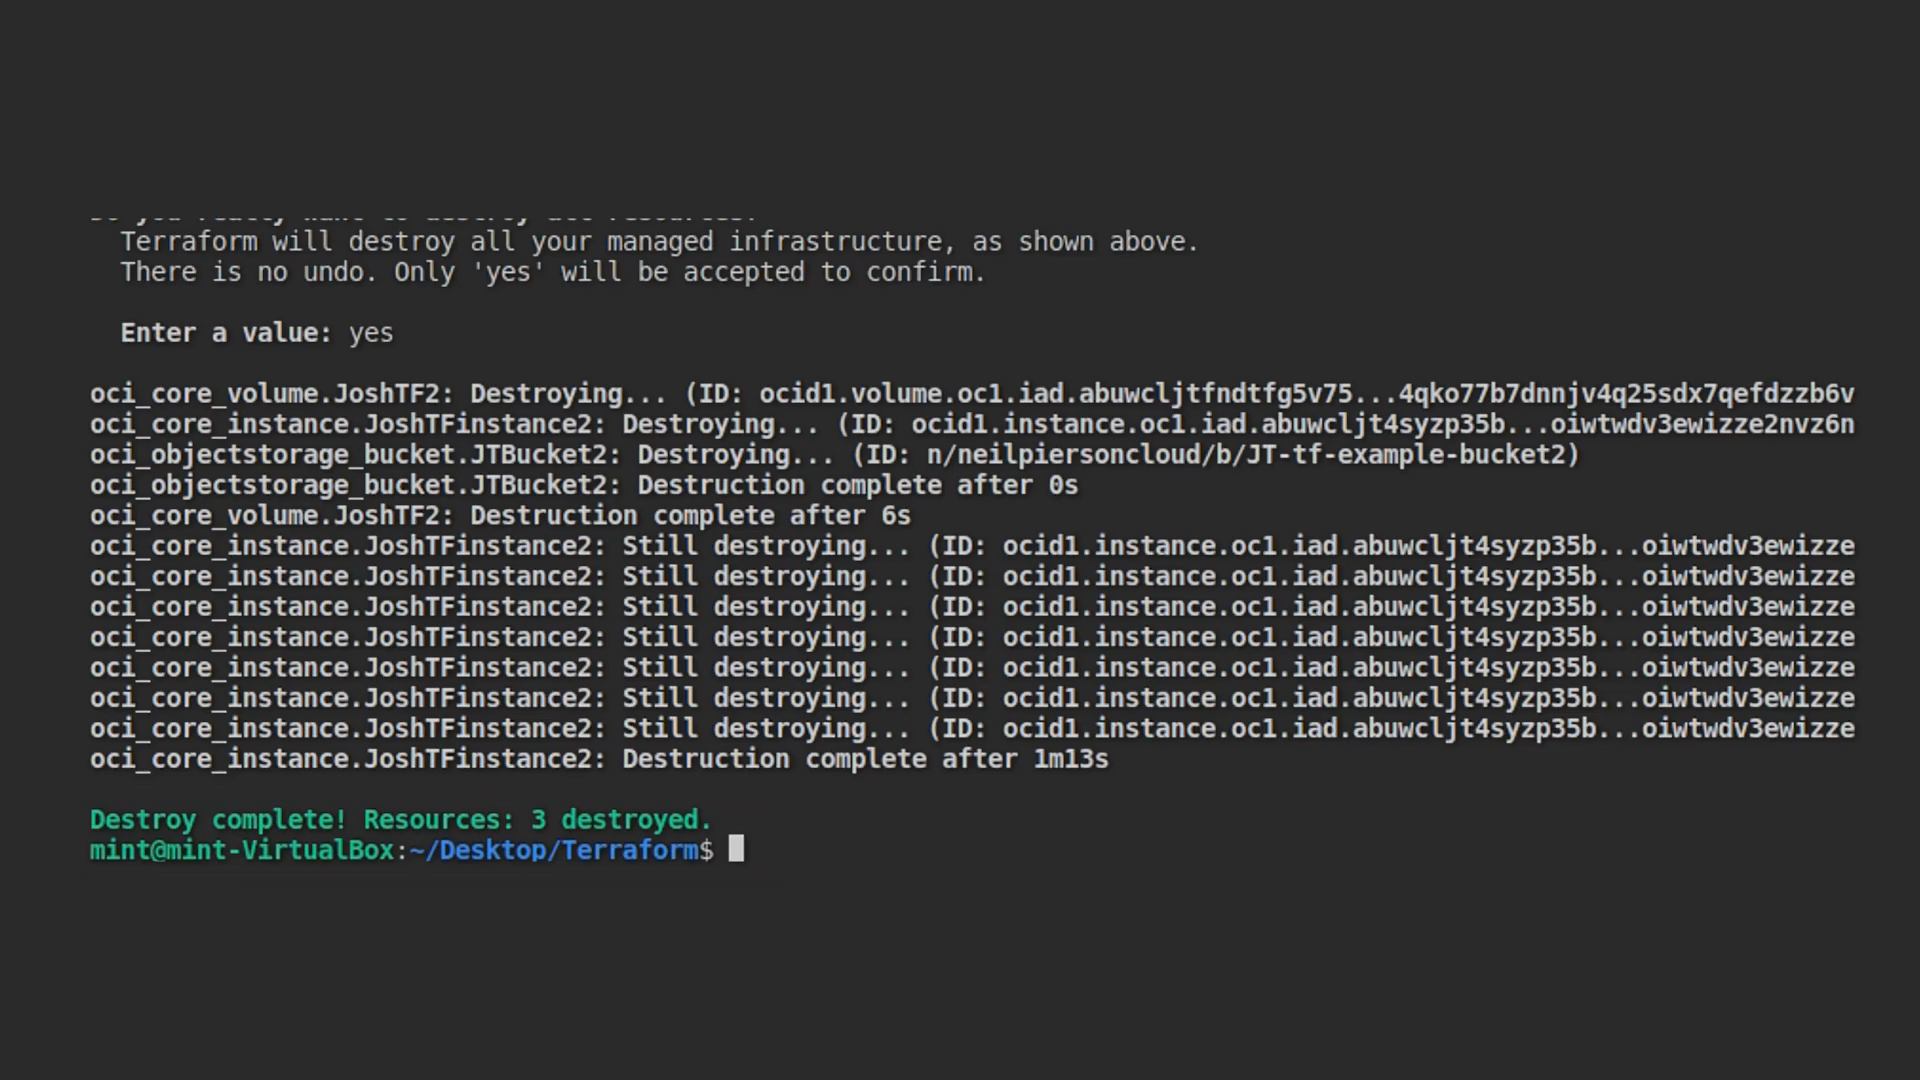 Do you really want to destroy all resources?
Terraform will destroy all your managed infrastructure, as shown above.
There is no undo. Only 'yes' will be accepted to confirm.
Enter a value: yes
oci_core_volume.JoshTF2: Destroying... (ID: ocid1.volume.oc1.iad.abuwcljtfndtfg5v75...4qko77b7dnnjv4q25sdx7qefdzzb6v
oci_core_instance.JoshTFinstance2: Destroying... (ID: ocid1.instance.oc1.iad.abuwcljt4syzp35b...oiwtwdv3ewizze2nvz6n
oci_objectstorage_bucket.JTBucket2: Destroying... (ID: n/neilpiersoncloud/b/JT-tf-example-bucket2)
oci_objectstorage_bucket.JTBucket2: Destruction complete after 0s
oci_core_volume.JoshTF2: Destruction complete after 6s
oci_core_instance.JoshTFinstance2: Still destroying... (ID: ocid1.instance.oc1.iad.abuwcljt4syzp35b...oiwtwdv3ewizze
oci_core_instance.JoshTFinstance2: Still destroying... (ID: ocid1.instance.oc1.iad.abuwcljt4syzp35b...oiwtwdv3ewizze
oci_core_instance.JoshTFinstance2: Still destroying... (ID: ocid1.instance.oc1.iad.abuwcljt4syzp35b...oiwtwdv3ewizze
oci_core_instance.JoshTFinstance2: Still destroying... (ID: ocid1.instance.oc1.iad.abuwcljt4syzp35b...oiwtwdv3ewizze
oci_core_instance.JoshTFinstance2: Still destroying... (ID: ocid1.instance.oc1.iad.abuwcljt4syzp35b...oiwtwdv3ewizze
oci_core_instance.JoshTFinstance2: Still destroying... (ID: ocid1.instance.oc1.iad.abuwcljt4syzp35b...oiwtwdv3ewizze
oci_core_instance.JoshTFinstance2: Still destroying... (ID: ocid1.instance.oc1.iad.abuwcljt4syzp35b...oiwtwdv3ewizze
oci_core_instance.JoshTFinstance2: Destruction complete after 1m13s
Destroy complete! Resources: 3 destroyed.
mint@mint-VirtualBox:~/Desktop/Terraform$